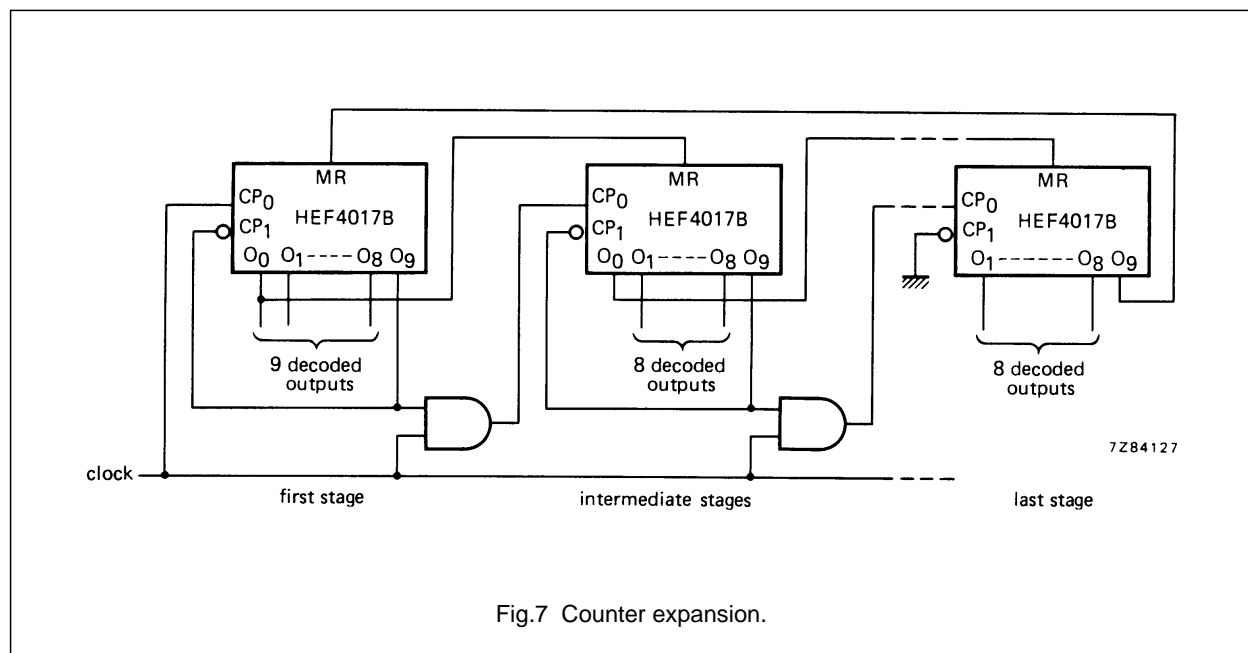 MR
CP0
HEF4017B
CP1
O0 O1 ----- O8 O9
9 decoded
outputs
MR
CP0
HEF4017B
CP1
O0 O1 ----- O8 O9
8 decoded
outputs
MR
CP0
HEF4017B
CP1
O1 ------- O8 O9
8 decoded
outputs
7Z84127
clock
first stage
intermediate stages
last stage
Fig.7 Counter expansion.